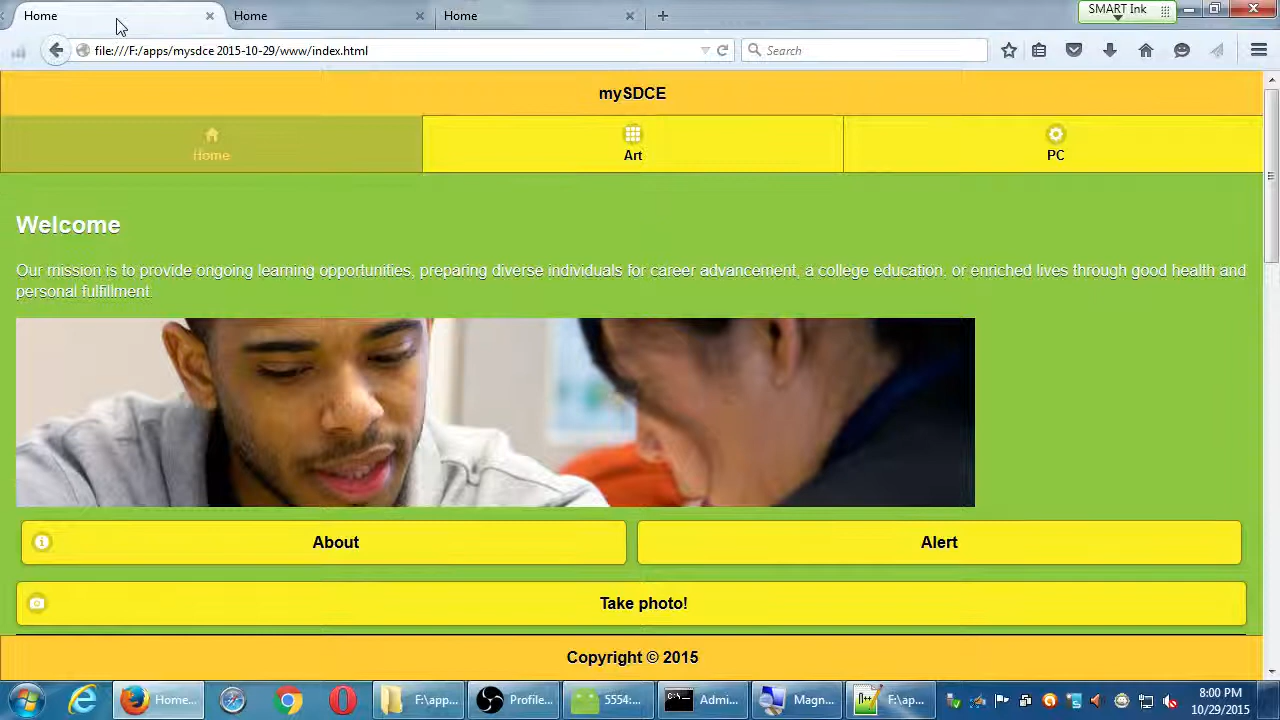 Home
Home
Home
SMART Ink
file:///F:/apps/mysdce 2015-10-29/www/index.html
Search
mySDCE
Home
Art
PC
Welcome
Our mission is to provide ongoing learning opportunities, preparing diverse individuals for career advancement, a college education, or enriched lives through good health and
personal fulfillment.
About
Alert
Take photo!
Copyright © 2015
Home...
F:\app...
Profile...
5554:...
Admi...
Magn...
F:\ap...
8:00 PM
10/29/2015